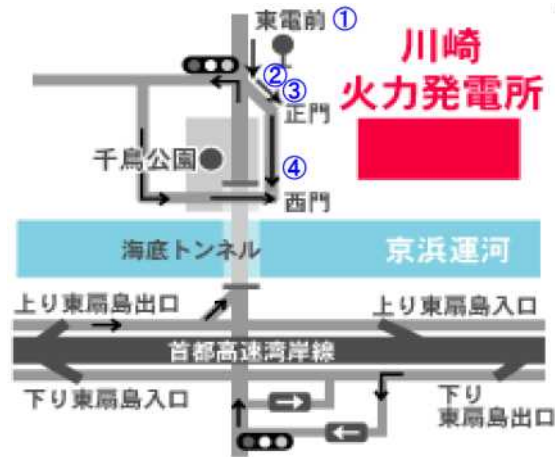 東電前 ①
川崎
火力発電所
②
③
正門
千鳥公園
④
西門
海底トンネル
京浜運河
上り東扇島出口
上り東扇島入口
首都高速湾岸線
下り東扇島入口
下り
東扇島出口